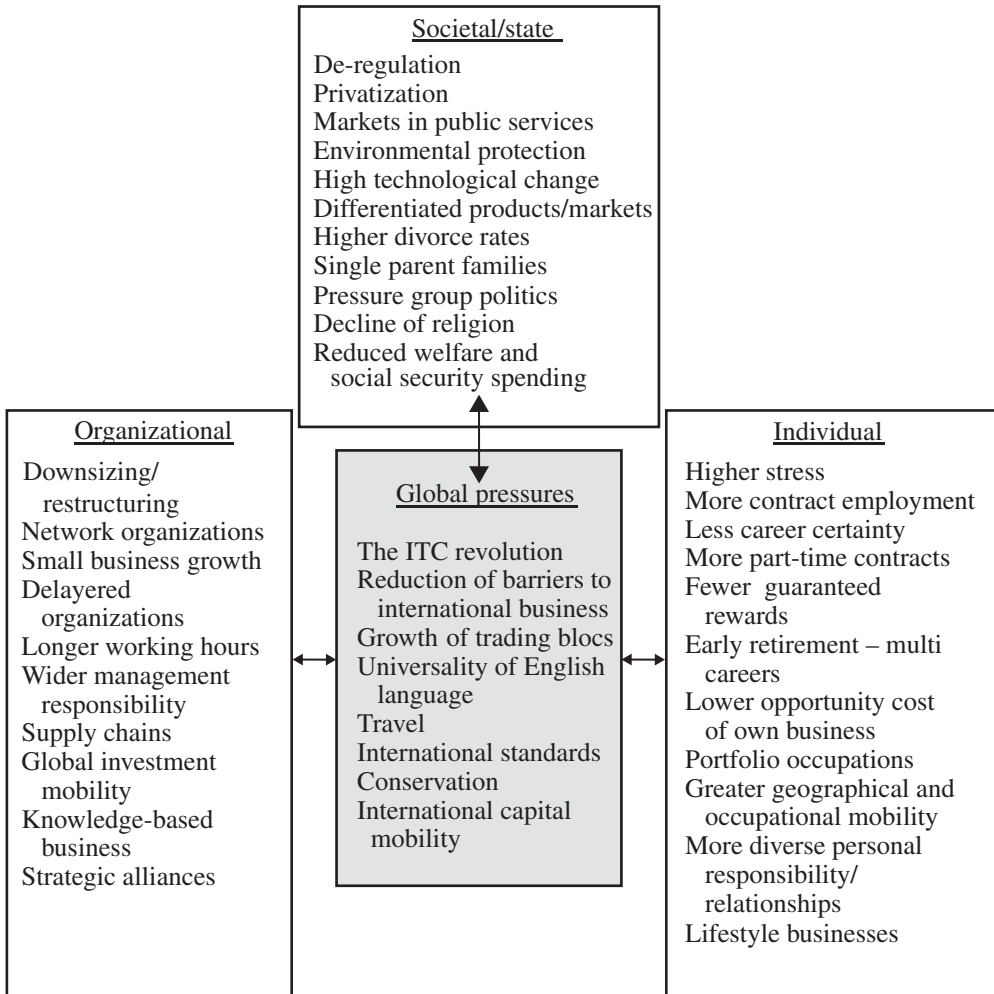 Societal/state
De-regulation
Privatization
Markets in public services
Environmental protection
High technological change
Differentiated products/markets
Higher divorce rates
Single parent families
Pressure group politics
Decline of religion
Reduced welfare and
social security spending
Organizational
Downsizing/
restructuring
Network organizations
Small business growth
Delayered
organizations
Longer working hours
Wider management
responsibility
Supply chains
Global investment
mobility
Knowledge-based
business
Strategic alliances
Global pressures
The ITC revolution
Reduction of barriers to
international business
Growth of trading blocs
Universality of English
language
Travel
International standards
Conservation
International capital
mobility
Individual
Higher stress
More contract employment
Less career certainty
More part-time contracts
Fewer guaranteed
rewards
Early retirement – multi
careers
Lower opportunity cost
of own business
Portfolio occupations
Greater geographical and
occupational mobility
More diverse personal
responsibility/
relationships
Lifestyle businesses